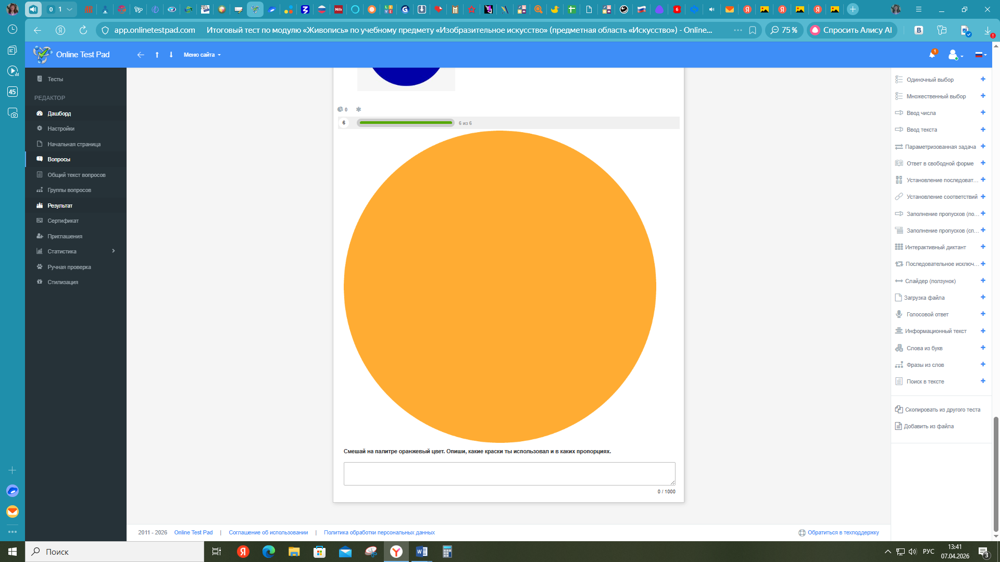 0 1
app.onlinetestpad.com Итоговый тест по модулю «Живопись» по учебному предмету «Изобразительное искусство» (предметная область «Искусство») - Online...
75 %
Спросить Алису AI
B
45
Online Test Pad
Меню сайта
1
Тесты
РЕДАКТОР
Дашборд
Настройки
Начальная страница
Вопросы
Общий текст вопросов
Группы вопросов
Результат
Сертификат
Приглашения
Статистика
Ручная проверка
Стилизация
0
6
6 из 6
Смешай на палитре оранжевый цвет. Опиши, какие краски ты использовал и в каких пропорциях.
0 / 1000
Одиночный выбор
Множественный выбор
Ввод числа
Ввод текста
Параметризованная задача
Ответ в свободной форме
Установление последоват...
Установление соответствий
Заполнение пропусков (по...
Заполнение пропусков (сп...
Интерактивный диктант
Последовательное исключ...
Слайдер (ползунок)
Загрузка файла
Голосовой ответ
Информационный текст
Слова из букв
Фразы из слов
Поиск в тексте
Скопировать из другого теста
Добавить из файла
2011 - 2026 Online Test Pad | Соглашение об использовании | Политика обработки персональных данных
Обратиться в техподдержку
Поиск
РУС
13:41
07.04.2026
3